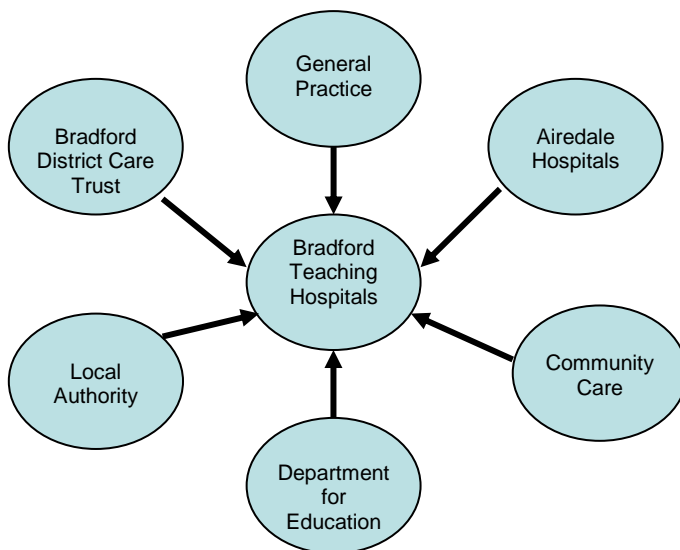 General
Practice
Bradford
District Care
Trust
Airedale
Hospitals
Bradford
Teaching
Hospitals
Local
Authority
Community
Care
Department
for
Education